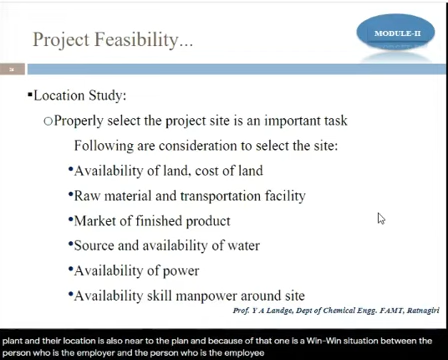 Project Feasibility...
MODULE-II
▪Location Study:
○Properly select the project site is an important task
Following are consideration to select the site:
•Availability of land, cost of land
•Raw material and transportation facility
•Market of finished product
•Source and availability of water
•Availability of power
•Availability skill manpower around site
Prof. Y A Landge, Dept of Chemical Engg. FAMT, Ratnagiri
plant and their location is also near to the plan and because of that one is a Win-Win situation between the
person who is the employer and the person who is the employee